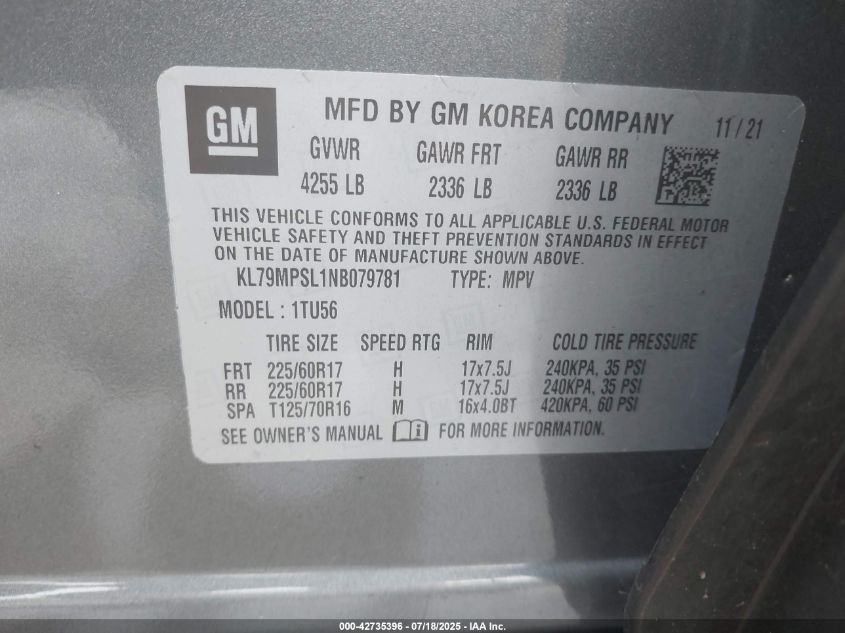 GM
MFD BY GM KOREA COMPANY 11/21
GVWR GAWR FRT GAWR RR
4255 LB 2336 LB 2336 LB
THIS VEHICLE CONFORMS TO ALL APPLICABLE U.S. FEDERAL MOTOR
VEHICLE SAFETY AND THEFT PREVENTION STANDARDS IN EFFECT
ON THE DATE OF MANUFACTURE SHOWN ABOVE.
KL79MPSL1NB079781 TYPE: MPV
MODEL : 1TU56
TIRE SIZE SPEED RTG RIM COLD TIRE PRESSURE
FRT 225/60R17 H 17x7.5J 240KPA, 35 PSI
RR 225/60R17 H 17x7.5J 240KPA, 35 PSI
SPA T125/70R16 M 16x4.0BT 420KPA, 60 PSI
SEE OWNER'S MANUAL i FOR MORE INFORMATION.
000-42735396 - 07/18/2025 - IAA Inc.